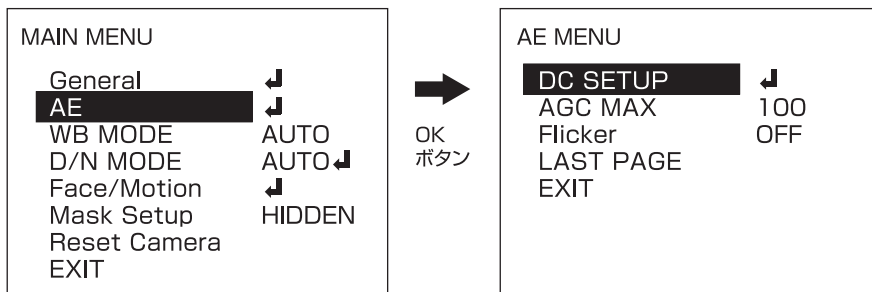 MAIN MENU
General ↲
AE ↲
WB MODE AUTO
D/N MODE AUTO↲
Face/Motion ↲
Mask Setup HIDDEN
Reset Camera
EXIT
OK
ボタン
AE MENU
DC SETUP ↲
AGC MAX 100
Flicker OFF
LAST PAGE
EXIT